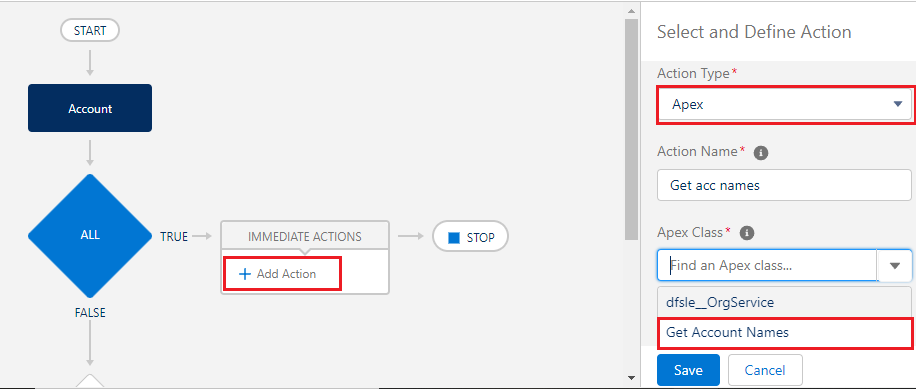 START
Account
ALL
TRUE
IMMEDIATE ACTIONS
+ Add Action
STOP
FALSE
Select and Define Action
Action Type*
Apex
Action Name*
Get acc names
Apex Class*
Find an Apex class...
dfsle__OrgService
Get Account Names
Save
Cancel